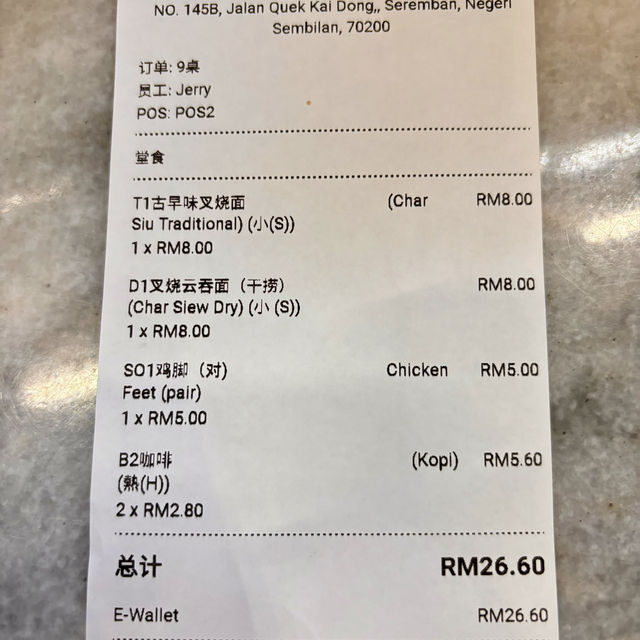 NO. 145B, Jalan Quek Kai Dong,, Seremban, Negeri
Sembilan, 70200
订单: 9桌
员工: Jerry
POS: POS2
堂食
T1古早味叉烧面 (Char RM8.00
Siu Traditional) (小(S))
1 x RM8.00
D1叉烧云吞面（干捞） RM8.00
(Char Siew Dry) (小 (S))
1 x RM8.00
SO1鸡脚（对） Chicken RM5.00
Feet (pair)
1 x RM5.00
B2咖啡 (Kopi) RM5.60
(熱(H))
2 x RM2.80
总计 RM26.60
E-Wallet RM26.60